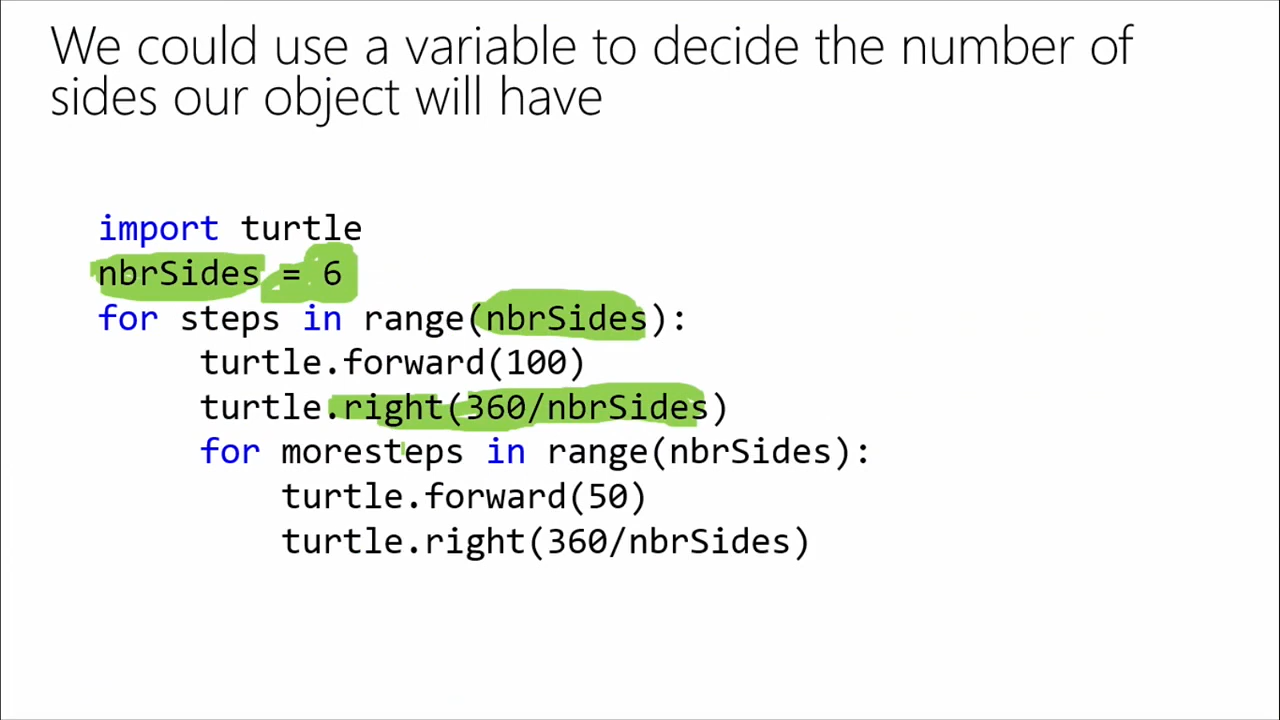 We could use a variable to decide the number of
sides our object will have
import turtle
nbrSides = 6
for steps in range(nbrSides):
turtle.forward(100)
turtle.right(360/nbrSides)
for moresteps in range(nbrSides):
turtle.forward(50)
turtle.right(360/nbrSides)